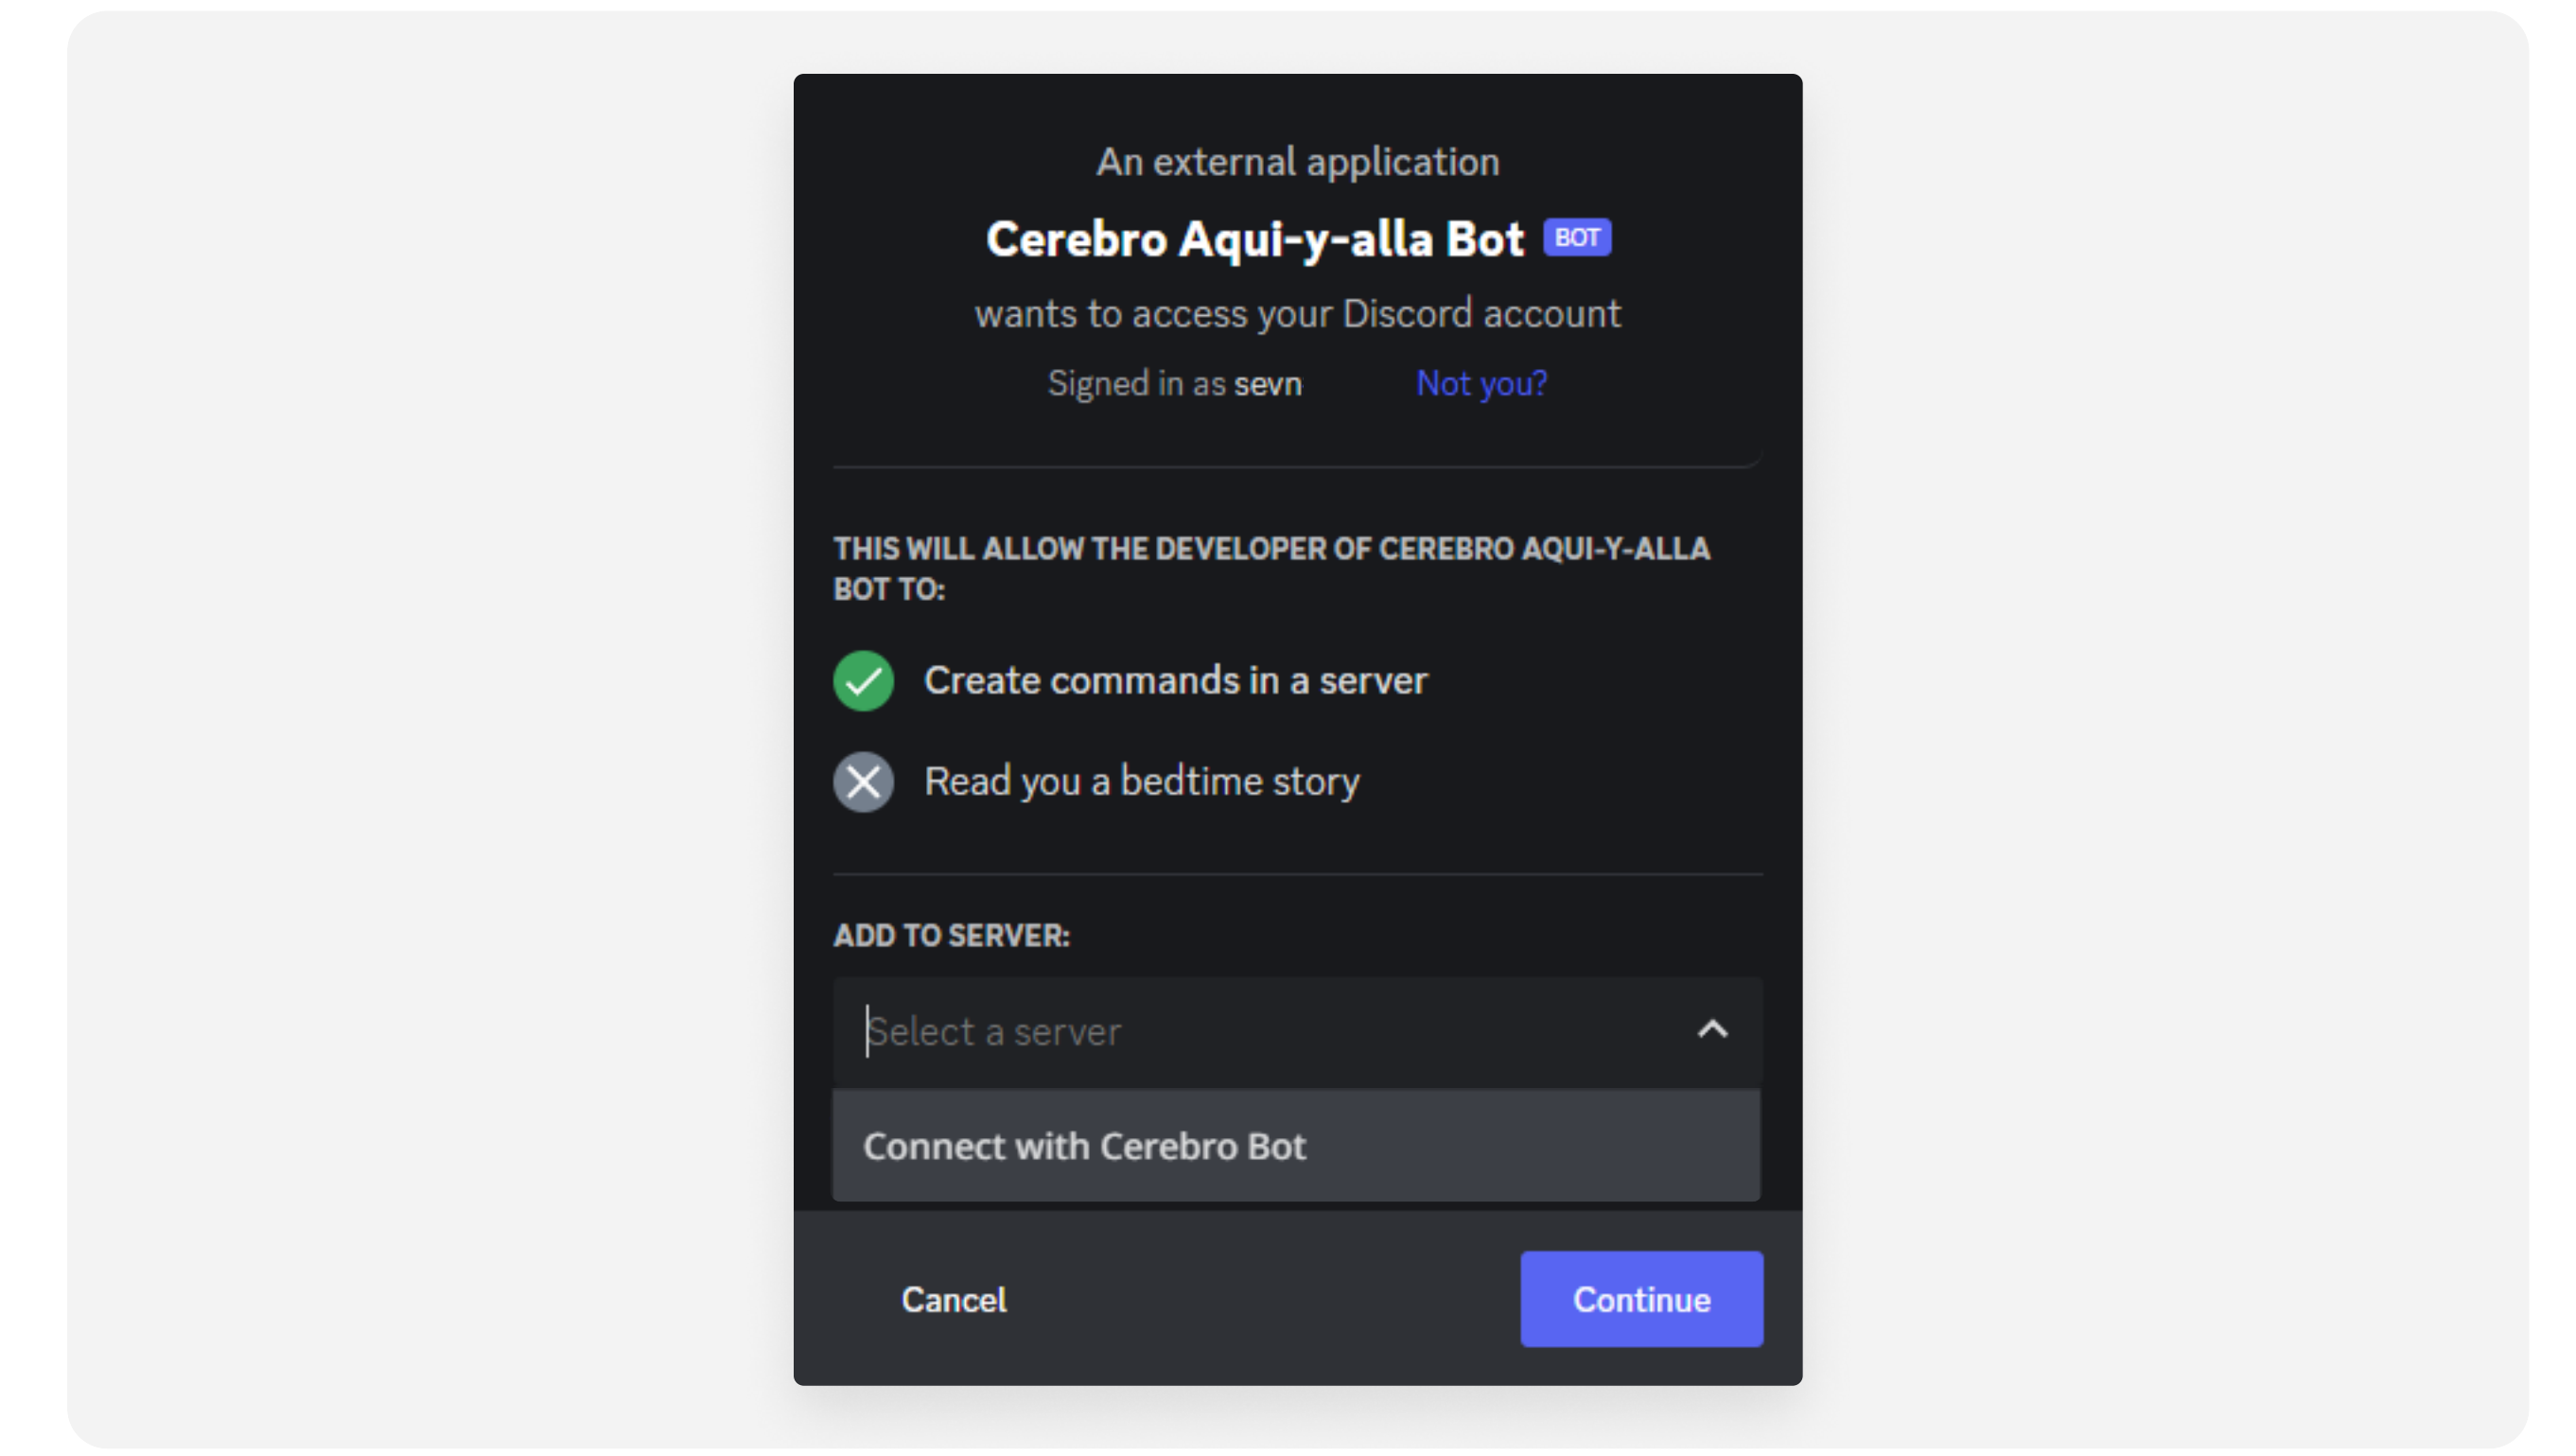 An external application
Cerebro Aqui-y-alla Bot BOT
wants to access your Discord account
Signed in as sevn Not you?
THIS WILL ALLOW THE DEVELOPER OF CEREBRO AQUI-Y-ALLA
BOT TO:
Create commands in a server
Read you a bedtime story
ADD TO SERVER:
Select a server
Connect with Cerebro Bot
Cancel Continue